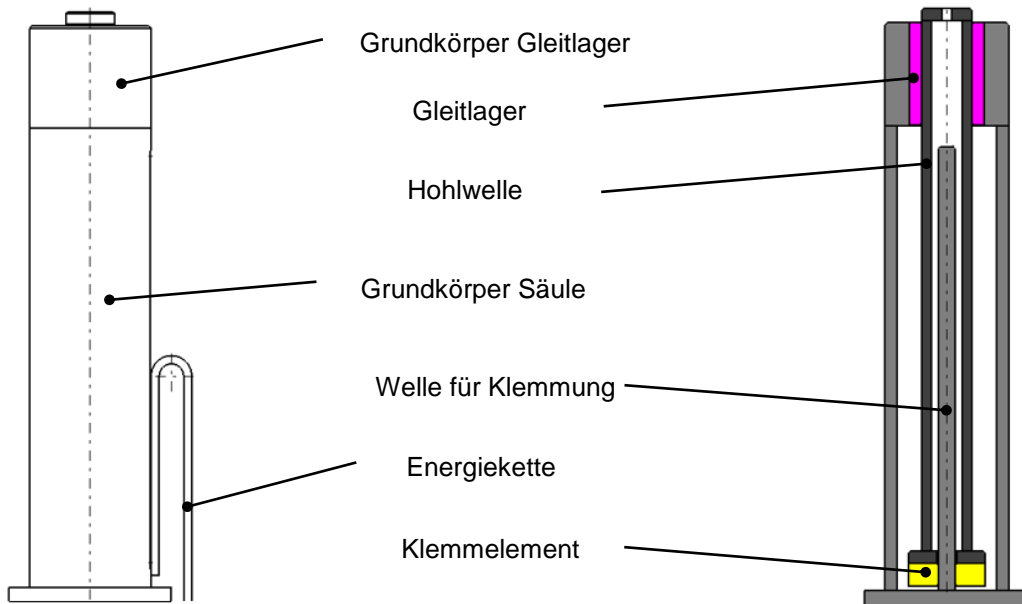 Grundkörper Gleitlager
Gleitlager
Hohlwelle
Grundkörper Säule
Welle für Klemmung
Energiekette
Klemmelement